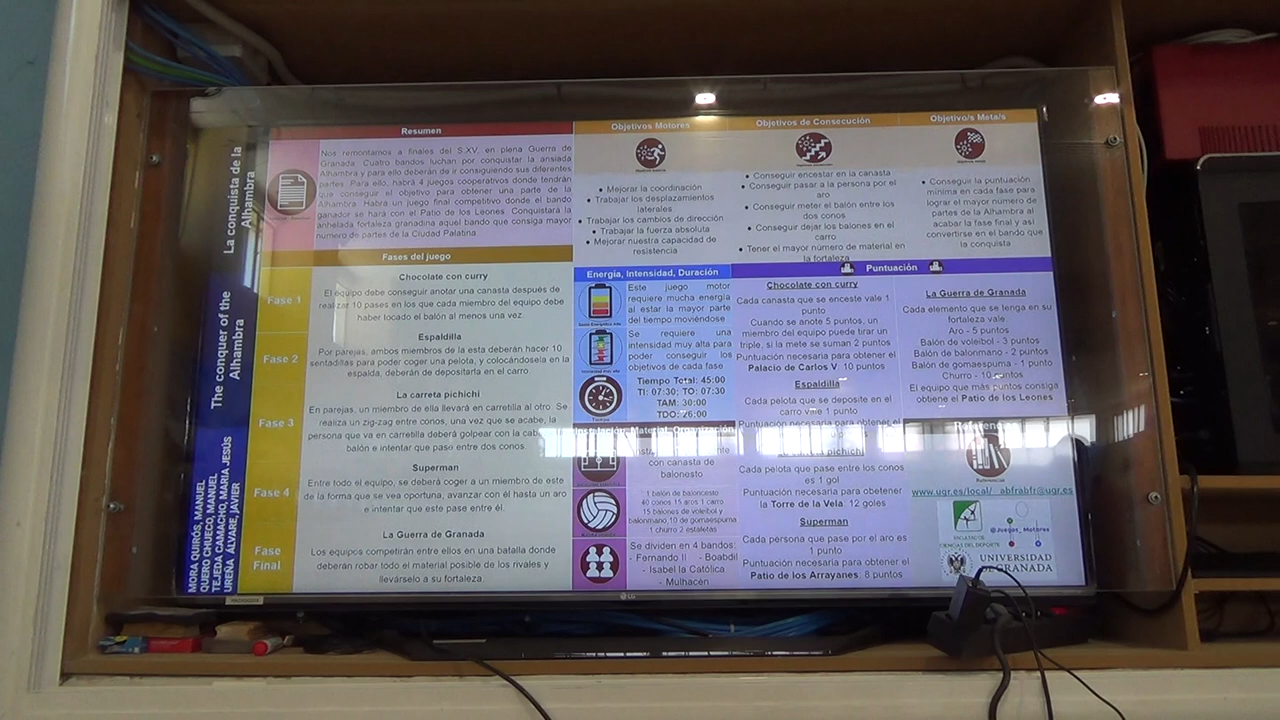 La conquista de la
Alhambra
The conquer of the
Alhambra
MORA QUIRÓS, MANUEL
QUERO CHUECO, MANUEL
TEJEDA CAMACHO, MARIA JESÚS
UREÑA ÁLVARE, JAVIER
Resumen
Nos remontamos a finales del S.XV, en plena Guerra de
Granada. Cuatro bandos luchan por conquistar la ansiada
Alhambra y para ello deberán de ir consiguiendo sus diferentes
partes. Para ello, habrá 4 juegos cooperativos donde tendrán
que conseguir el objetivo para obtener una parte de la
Alhambra. Habrá un juego final competitivo donde el bando
ganador se hará con el Patio de los Leones. Conquistará la
anhelada fortaleza granadina aquel bando que consiga mayor
número de partes de la Ciudad Palatina.
Fases del juego
Fase 1
Chocolate con curry
El equipo debe conseguir anotar una canasta después de
realizar 10 pases en los que cada miembro del equipo debe
haber tocado el balón al menos una vez.
Fase 2
Espaldilla
Por parejas, ambos miembros de la esta deberán hacer 10
sentadillas para poder coger una pelota, y colocándosela en la
espalda, deberán de depositarla en el carro.
Fase 3
La carreta pichichi
En parejas, un miembro de ella llevará en carretilla al otro. Se
realiza un zig-zag entre conos, una vez que se acabe, la
persona que va en carretilla deberá golpear con la
balón e intentar que paso entre dos conos.
Fase 4
Superman
Entre todo el equipo, se deberá coger a un miembro de este
de la forma que se vea oportuna, avanzar con él hasta un aro
e intentar que este pase entre él.
Fase
Final
La Guerra de Granada
Los equipos competirán entre ellos en una batalla donde
deberán robar todo el material posible de los rivales y
llevárselo a su fortaleza.
Objetivos Motores
● Mejorar la coordinación
● Trabajar los desplazamientos
laterales
● Trabajar los cambios de dirección
● Trabajar la fuerza absoluta
● Mejorar nuestra capacidad de
resistencia
Objetivos de Consecución
● Conseguir encestar en la canasta
● Conseguir pasar a la persona por el
aro
● Conseguir meter el balón entre los
dos conos
● Conseguir dejar los balones en el
carro
● Tener el mayor número de material en
la fortaleza
Objetivo/s Meta/s
● Conseguir la puntuación
mínima en cada fase para
lograr el mayor número de
partes de la Alhambra al
acabar la fase final y así
convertirse en el bando que
la conquista
Energía, Intensidad, Duración
Este juego motor
requiere mucha energía
al estar la mayor parte
del tiempo moviéndose
Se requiere una
intensidad muy alta para
poder conseguir los
objetivos de cada fase
Tiempo
Tiempo Total: 45:00
TI: 07:30; TO: 07:30
TAM: 30:00
TDO: 26:00
Instalación, Material, Organización
con canasta de
balonesto
1 balón de baloncasto
40 conos 15 aros 1 carro
15 balones de voleibol y
balonmano,10 de gomaespuma
1 churro 2 estafetas
Se dividen en 4 bandos:
- Fernando II - Boabdil
- Isabel la Católica
- Mulhacén
Puntuación
Chocolate con curry
Cada canasta que se enceste vale 1
punto
Cuando se anote 5 puntos, un
miembro del equipo puede tirar un
triple, si la mete se suman 2 puntos
Puntuación necesaria para obtener el
Palacio de Carlos V: 10 puntos
Espaldilla
Cada pelota que se deposite en el
carro vale 1 punto
Puntuación necesaria para obtener el
pichichi
Cada pelota que pase entre los conos
es 1 gol
Puntuación necesaria para obetener
la Torre de la Vela: 12 goles
Superman
Cada persona que pase por el aro es
1 punto
Puntuación necesaria para obtener el
Patio de los Arrayanes: 8 puntos
La Guerra de Granada
Cada elemento que se tenga en su
fortaleza vale:
Aro - 5 puntos
Balón de voleibol - 3 puntos
Balón de balonmano - 2 puntos
Balón de gomaespuma - 1 punto
Churro - 10 puntos
El equipo que más puntos consiga
obtiene el Patio de los Leones
Referencias
www.ugr.es/local/_abfrabfr@ugr.es
FACULTAD DE
CIENCIAS DEL DEPORTE
@Juegos_Motores
UNIVERSIDAD
DE GRANADA
LG